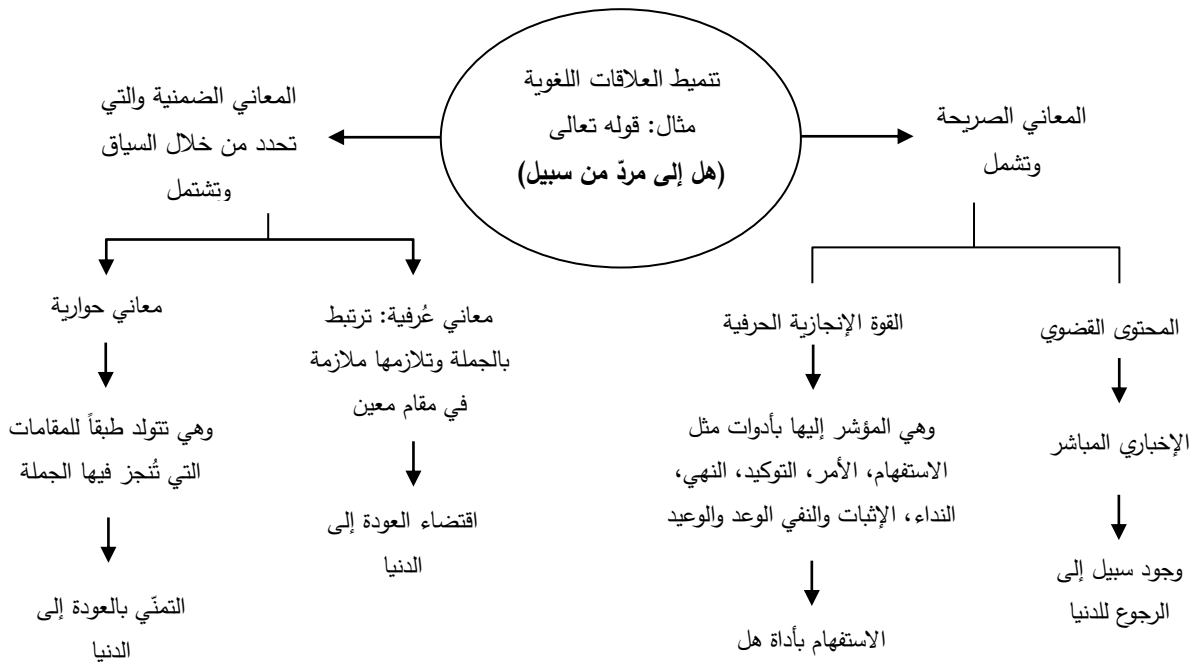 تنميط العلاقات اللغوية
مثال: قوله تعالى
(هل إلى مردّ من سبيل)
المعاني الصريحة
وتشمل
المحتوى القضوي
الإخباري المباشر
وجود سبيل إلى
الرجوع للدنيا
القوة الإنجازية الحرفية
وهي المؤشر إليها بأدوات مثل
الاستفهام، الأمر، التوكيد، النهي،
النداء، الإثبات والنفي الوعد والوعيد
الاستفهام بأداة هل
المعاني الضمنية والتي
تحدد من خلال السياق
وتشتمل
معاني عُرفية: ترتبط
بالجملة وتلازمها ملازمة
في مقام معين
اقتضاء العودة إلى
الدنيا
معاني حوارية
وهي تتولد طبقاً للمقامات
التي تُنجز فيها الجملة
التمنّي بالعودة إلى
الدنيا